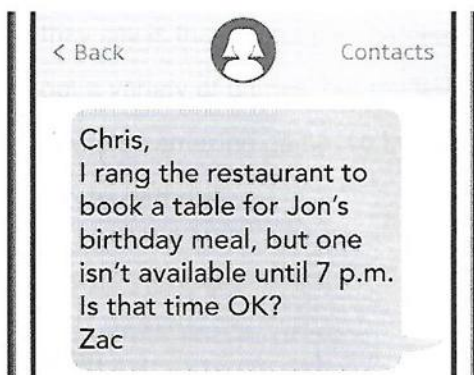 < Back
Contacts
Chris,
I rang the restaurant to
book a table for Jon's
birthday meal, but one
isn't available until 7 p.m.
Is that time OK?
Zac